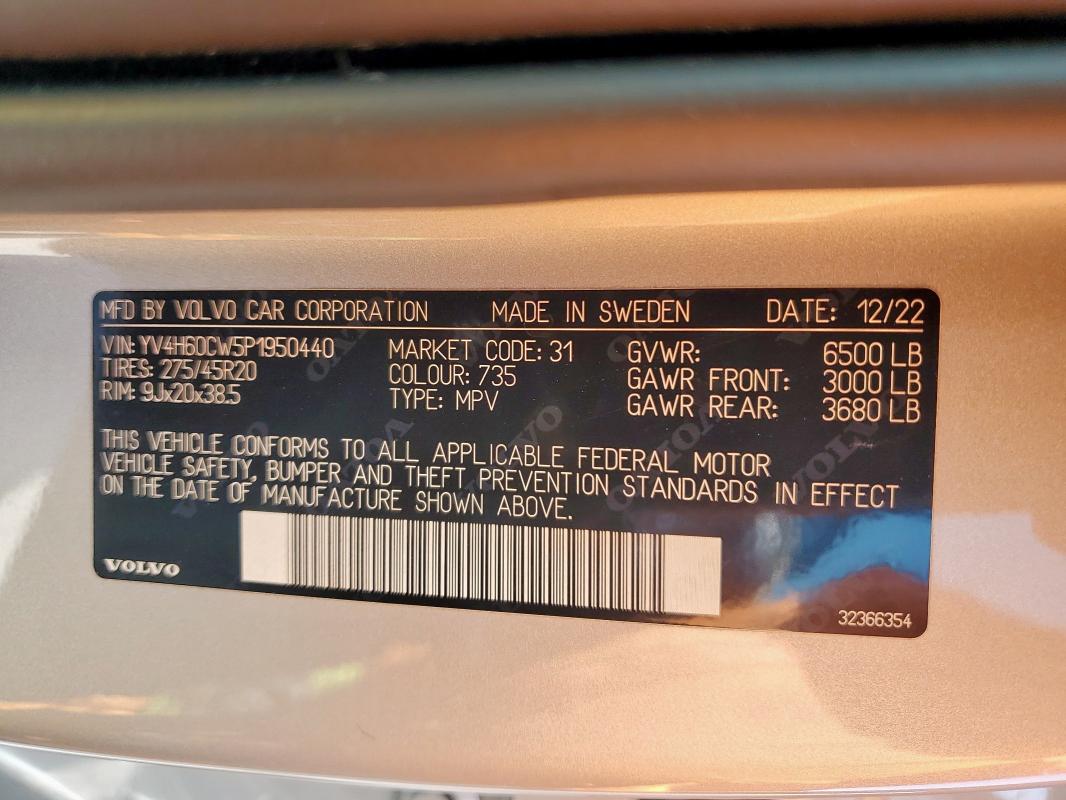 MFD BY VOLVO CAR CORPORATION MADE IN SWEDEN DATE: 12/22
VIN: YV4H60CW5P1950440 MARKET CODE: 31 GVWR: 6500 LB
TIRES: 275/45R20 COLOUR: 735 GAWR FRONT: 3000 LB
RIM: 9Jx20x38.5 TYPE: MPV GAWR REAR: 3680 LB
THIS VEHICLE CONFORMS TO ALL APPLICABLE FEDERAL MOTOR
VEHICLE SAFETY, BUMPER AND THEFT PREVENTION STANDARDS IN EFFECT
ON THE DATE OF MANUFACTURE SHOWN ABOVE.
VOLVO
32366354